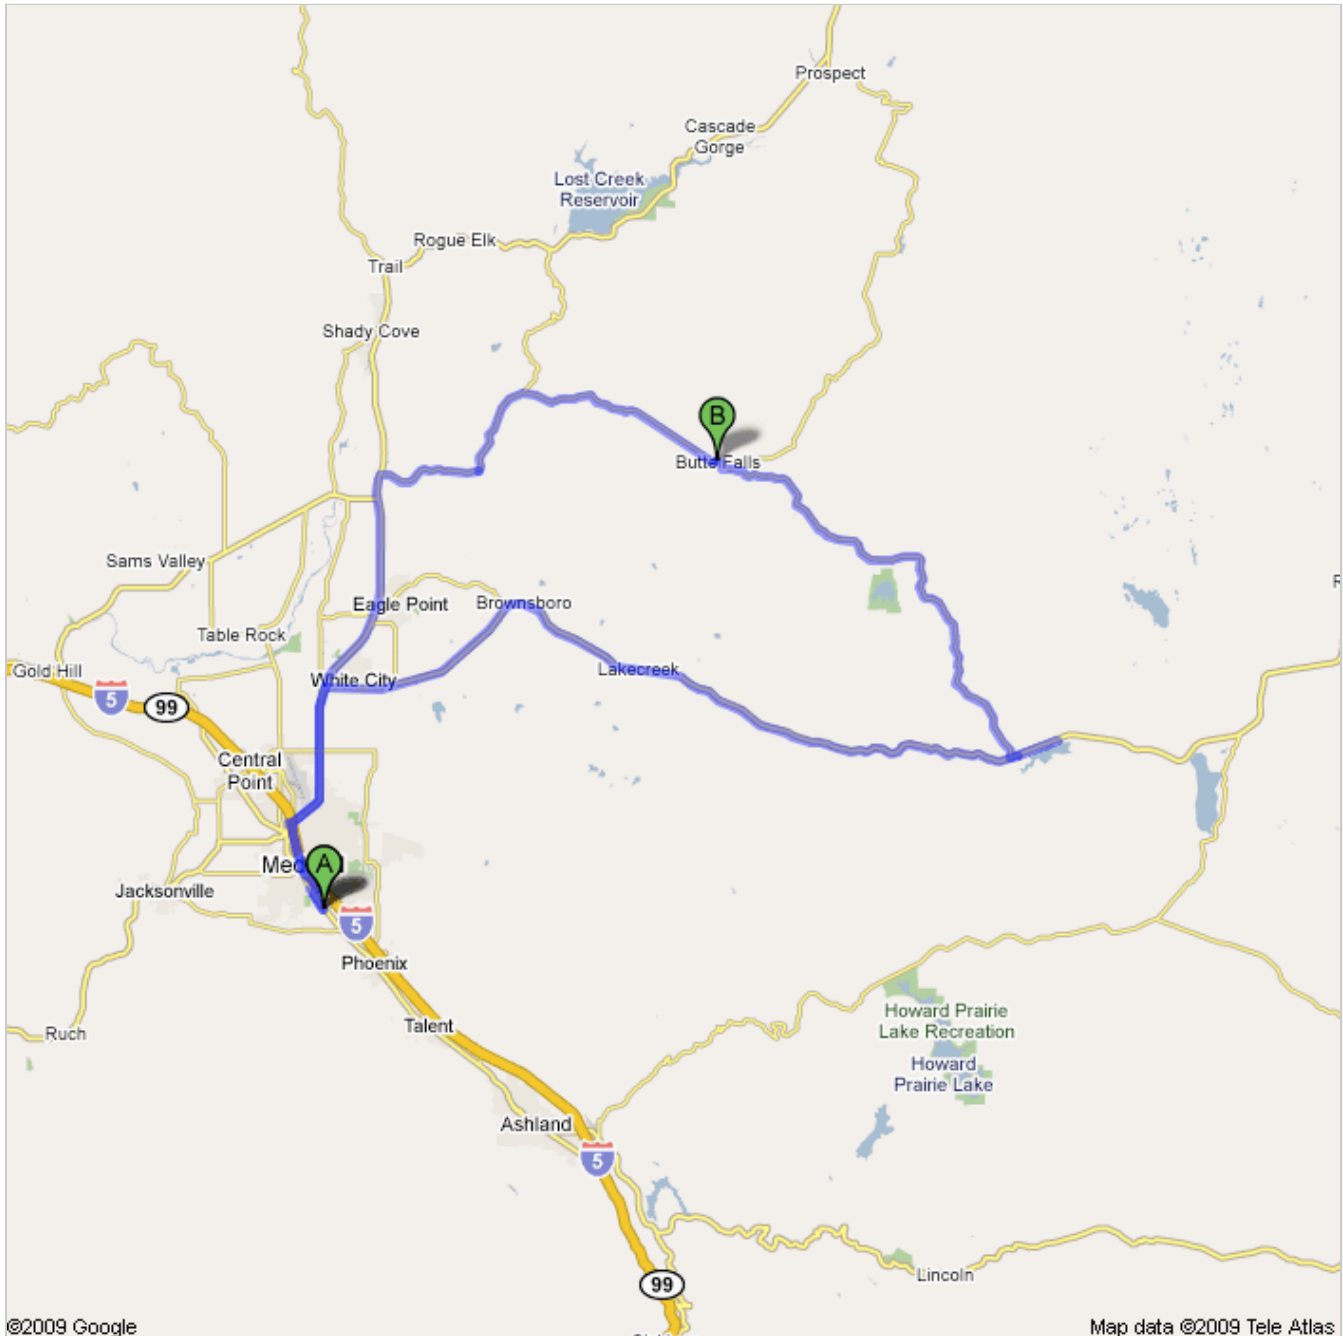 Prospect
Cascade
Gorge
Lost Creek
Reservoir
Rogue Elk
Trail
Shady Cove
B
Butte Falls
Sams Valley
Eagle Point
Brownsboro
Table Rock
Gold Hill
White City
Lakecreek
5
99
Central
Point
A
Jacksonville
5
Phoenix
Howard Prairie
Lake Recreation
Talent
Ruch
Howard
Prairie Lake
Ashland
5
Lincoln
99
©2009 Google
Map data ©2009 Tele Atlas